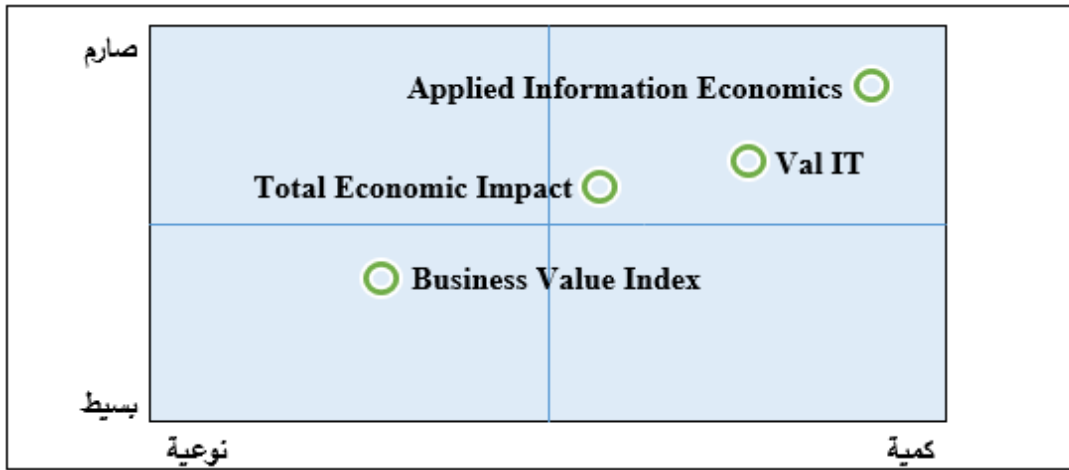 صارم
Applied Information Economics
Val IT
Total Economic Impact
Business Value Index
بسيط
نوعية
كمية